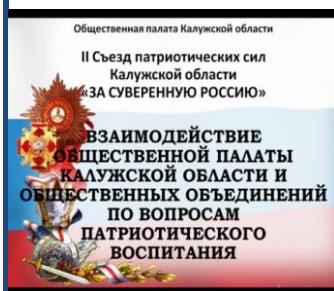 Общественная палата Калужской области
II Съезд патриотических сил
Калужской области
«ЗА СУВЕРЕННУЮ РОССИЮ»
ВЗАИМОДЕЙСТВИЕ
ОБЩЕСТВЕННОЙ ПАЛАТЫ
КАЛУЖСКОЙ ОБЛАСТИ И
ОБЩЕСТВЕННЫХ ОБЪЕДИНЕНИЙ
ПО ВОПРОСАМ
ПАТРИОТИЧЕСКОГО
ВОСПИТАНИЯ